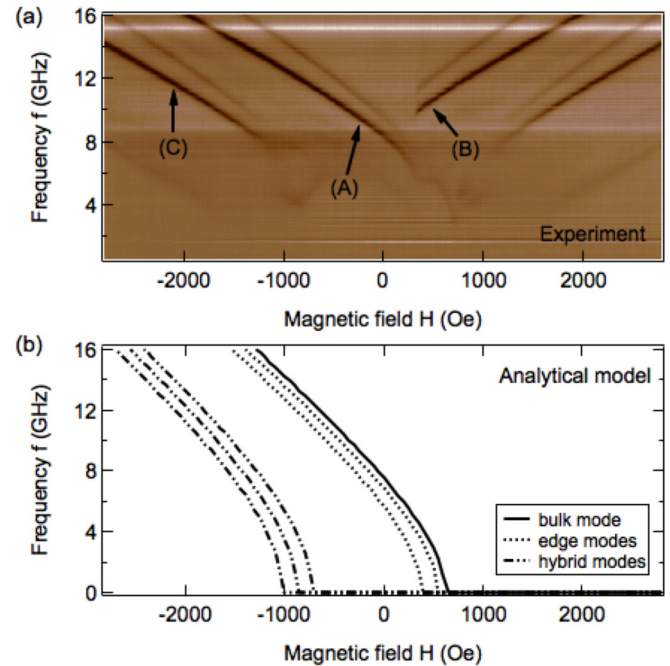 (a)
16
12
8
4
Frequency f (GHz)
(C)
(A)
(B)
Experiment
-2000 -1000 0 1000 2000
Magnetic field H (Oe)
(b)
16
12
8
4
0
Frequency f (GHz)
Analytical model
bulk mode
edge modes
hybrid modes
-2000 -1000 0 1000 2000
Magnetic field H (Oe)